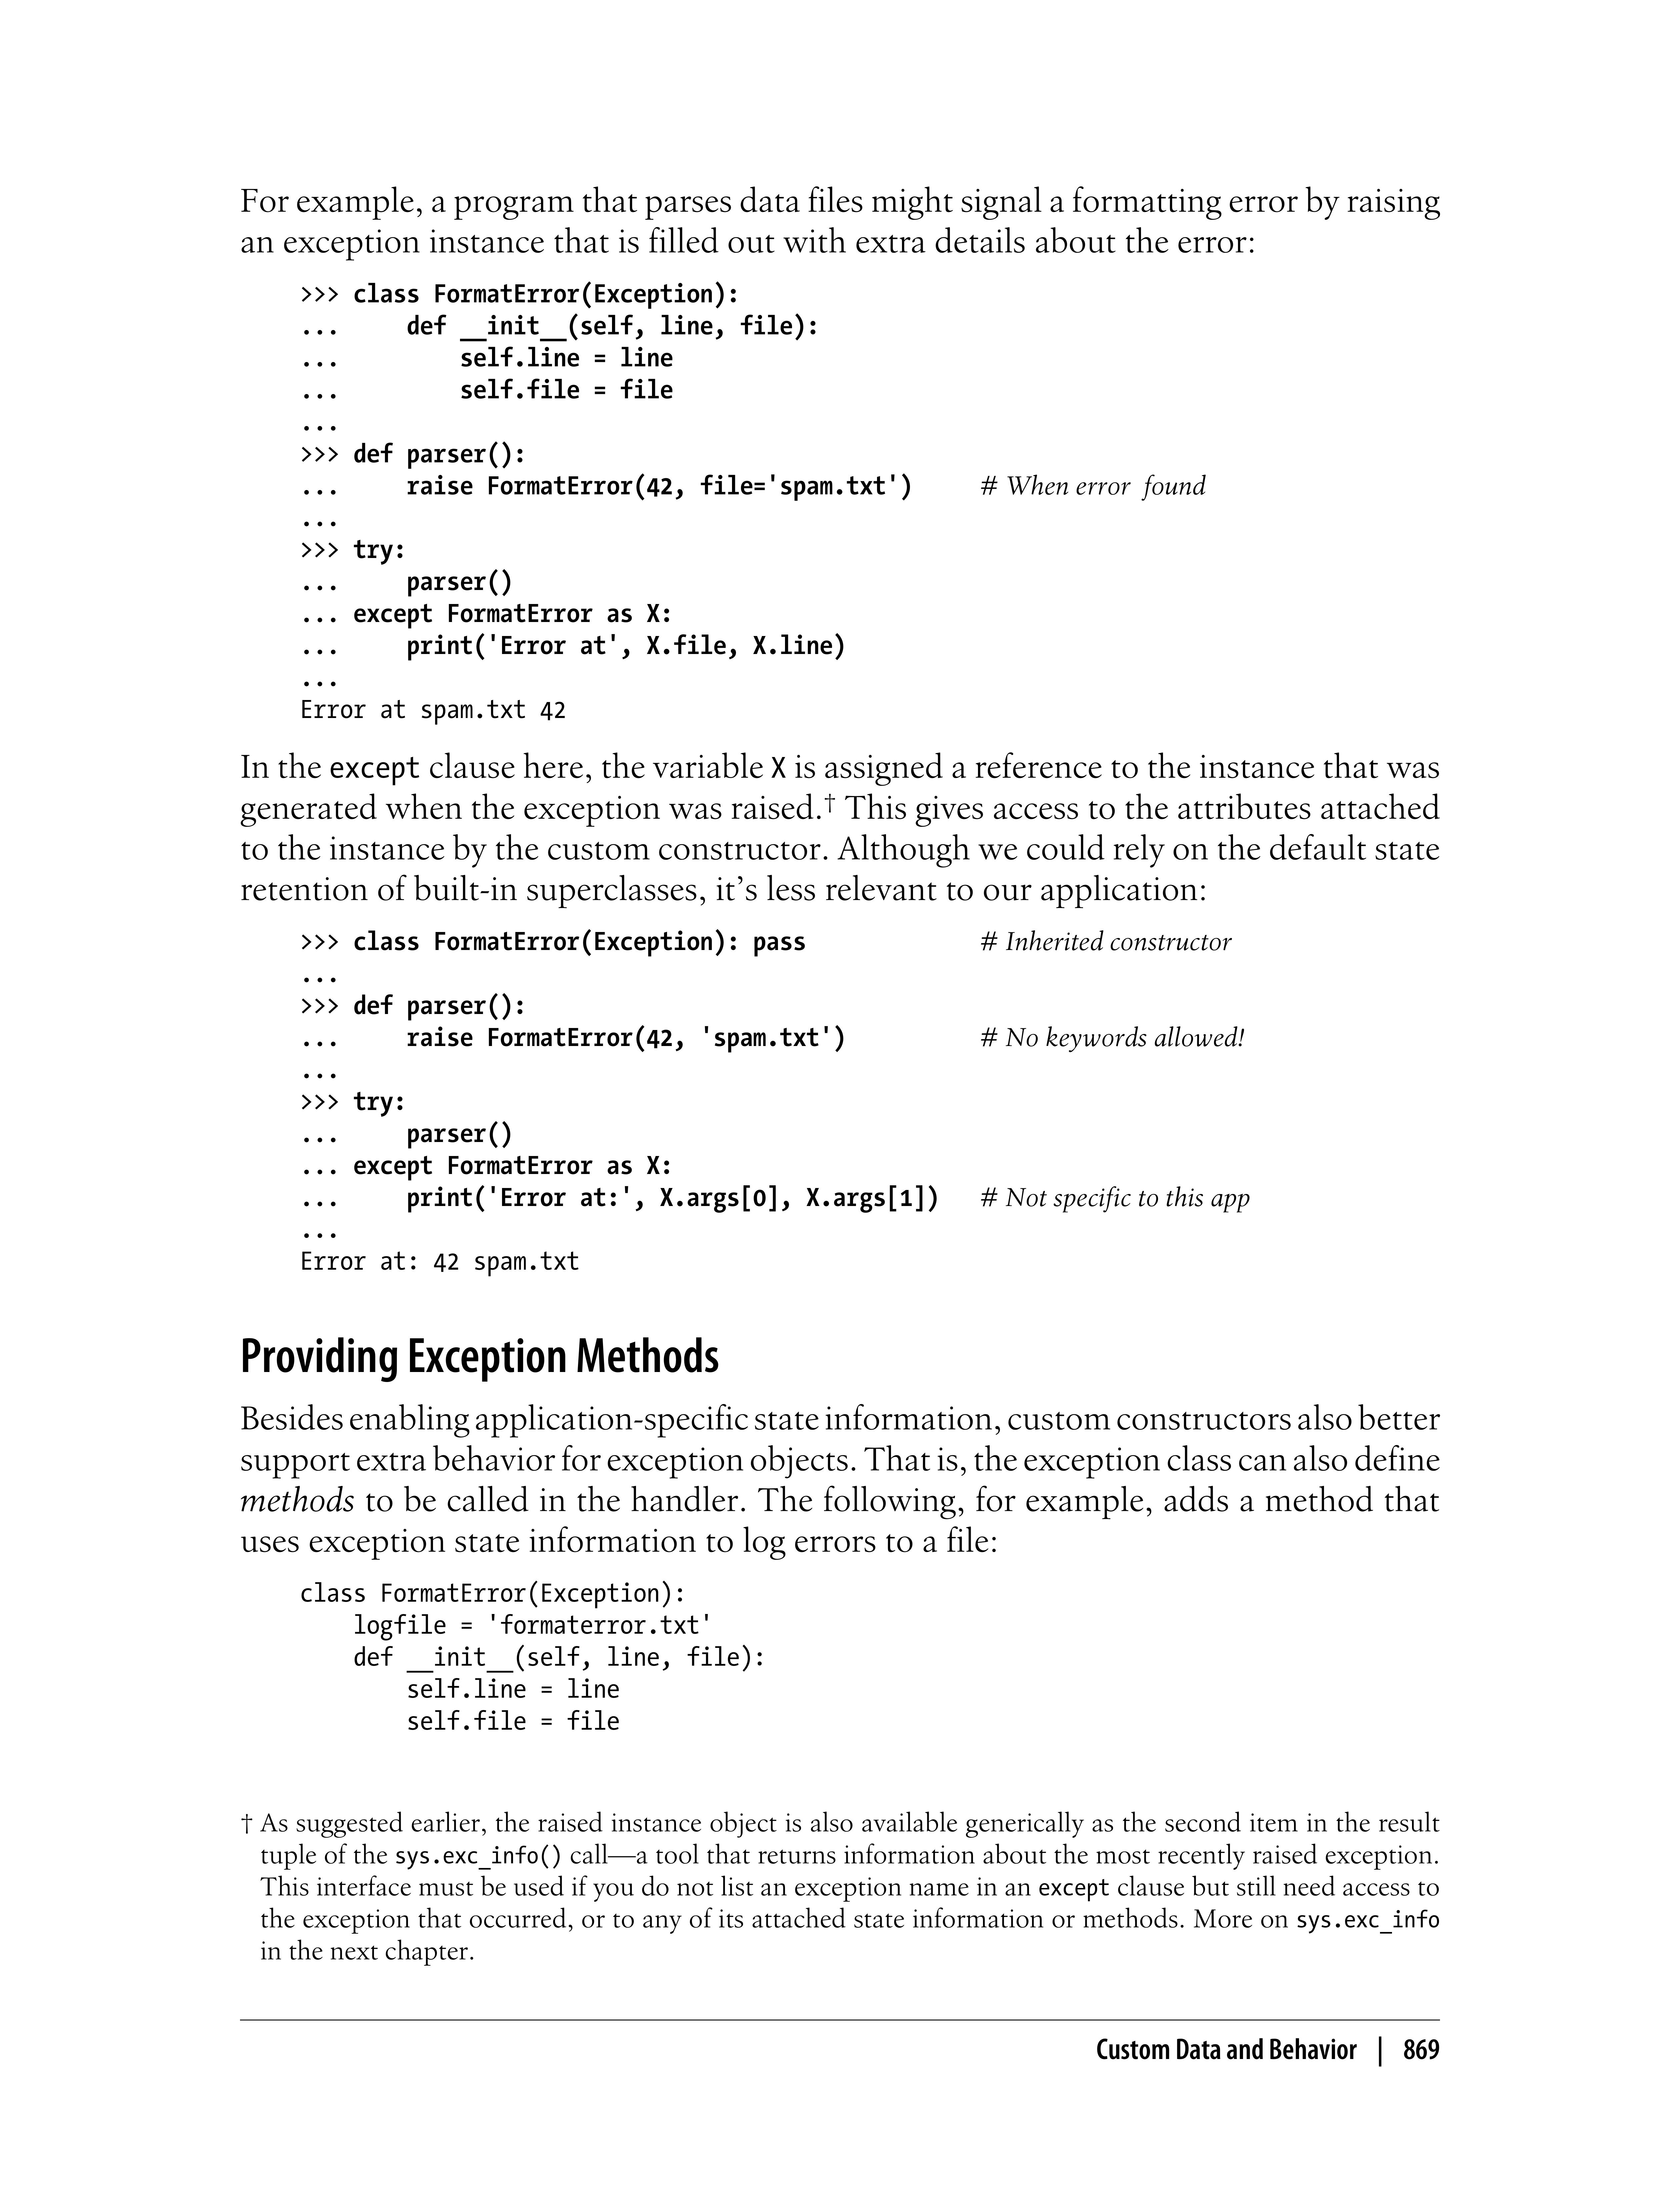 For example, a program that parses data files might signal a formatting error by raising
an exception instance that is filled out with extra details about the error:
>>> class FormatError(Exception):
...     def __init__(self, line, file):
...         self.line = line
...         self.file = file
...
>>> def parser():
...     raise FormatError(42, file='spam.txt')     # When error found
...
>>> try:
...     parser()
... except FormatError as X:
...     print('Error at', X.file, X.line)
...
Error at spam.txt 42
In the except clause here, the variable X is assigned a reference to the instance that was
generated when the exception was raised.† This gives access to the attributes attached
to the instance by the custom constructor. Although we could rely on the default state
retention of built-in superclasses, it’s less relevant to our application:
>>> class FormatError(Exception): pass             # Inherited constructor
...
>>> def parser():
...     raise FormatError(42, 'spam.txt')          # No keywords allowed!
...
>>> try:
...     parser()
... except FormatError as X:
...     print('Error at:', X.args[0], X.args[1])   # Not specific to this app
...
Error at: 42 spam.txt
Providing Exception Methods
Besides enabling application-specific state information, custom constructors also better
support extra behavior for exception objects. That is, the exception class can also define
methods to be called in the handler. The following, for example, adds a method that
uses exception state information to log errors to a file:
class FormatError(Exception):
    logfile = 'formaterror.txt'
    def __init__(self, line, file):
        self.line = line
        self.file = file
† As suggested earlier, the raised instance object is also available generically as the second item in the result
tuple of the sys.exc_info() call—a tool that returns information about the most recently raised exception.
This interface must be used if you do not list an exception name in an except clause but still need access to
the exception that occurred, or to any of its attached state information or methods. More on sys.exc_info
in the next chapter.
Custom Data and Behavior | 869